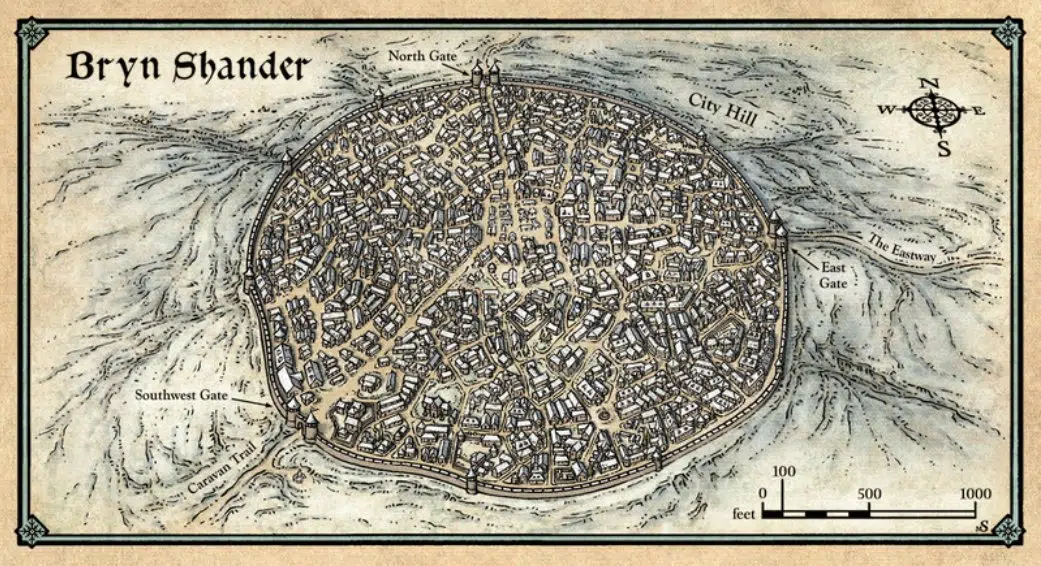 Bryn Shander
North Gate
City Hill
N
W E
S
The Eastway
East
Gate
Southwest Gate
Caravan Trail
100
0 500 1000
feet